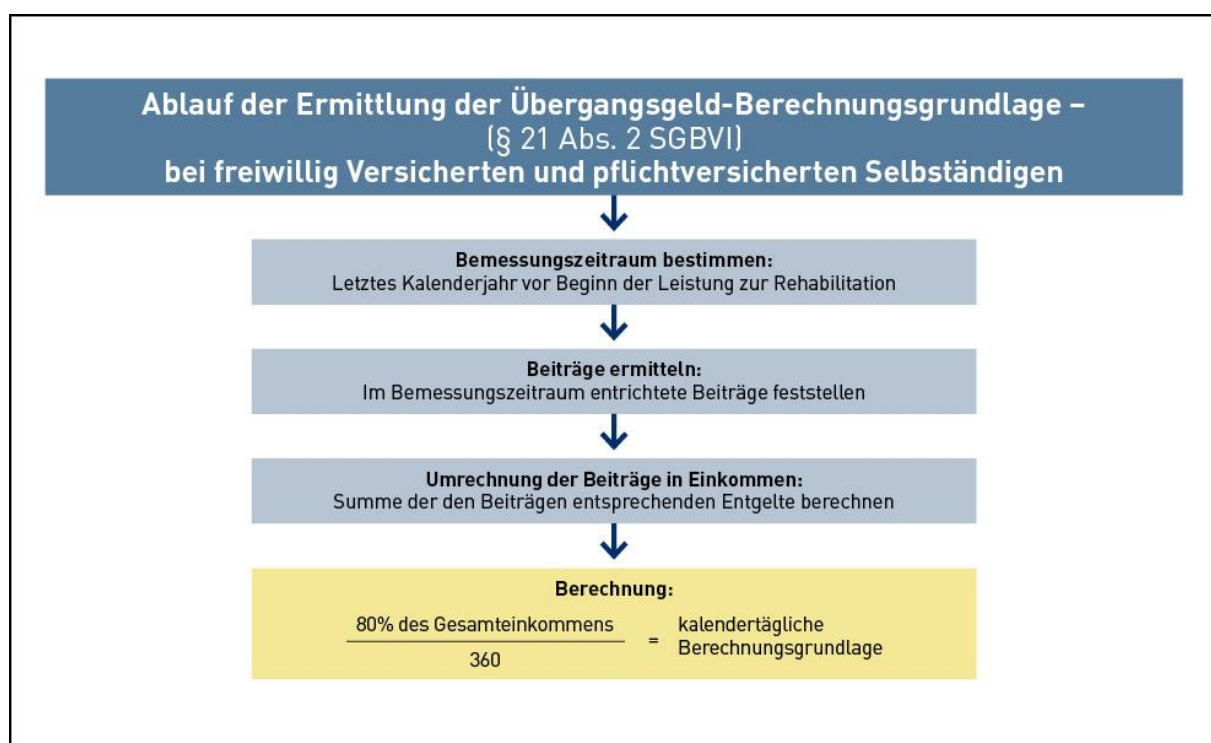 Ablauf der Ermittlung der Übergangsgeld-Berechnungsgrundlage –
(§ 21 Abs. 2 SGBVI)
bei freiwillig Versicherten und pflichtversicherten Selbständigen
Bemessungszeitraum bestimmen:
Letztes Kalenderjahr vor Beginn der Leistung zur Rehabilitation
Beiträge ermitteln:
Im Bemessungszeitraum entrichtete Beiträge feststellen
Umrechnung der Beiträge in Einkommen:
Summe der den Beiträgen entsprechenden Entgelte berechnen
Berechnung:
80% des Gesamteinkommens
360
=
kalendertägliche
Berechnungsgrundlage